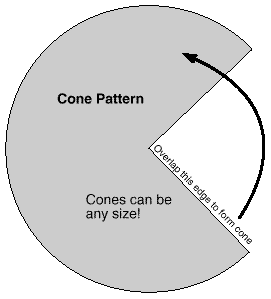 Cone Pattern
Overlap this edge to form cone
Cones can be
any size!